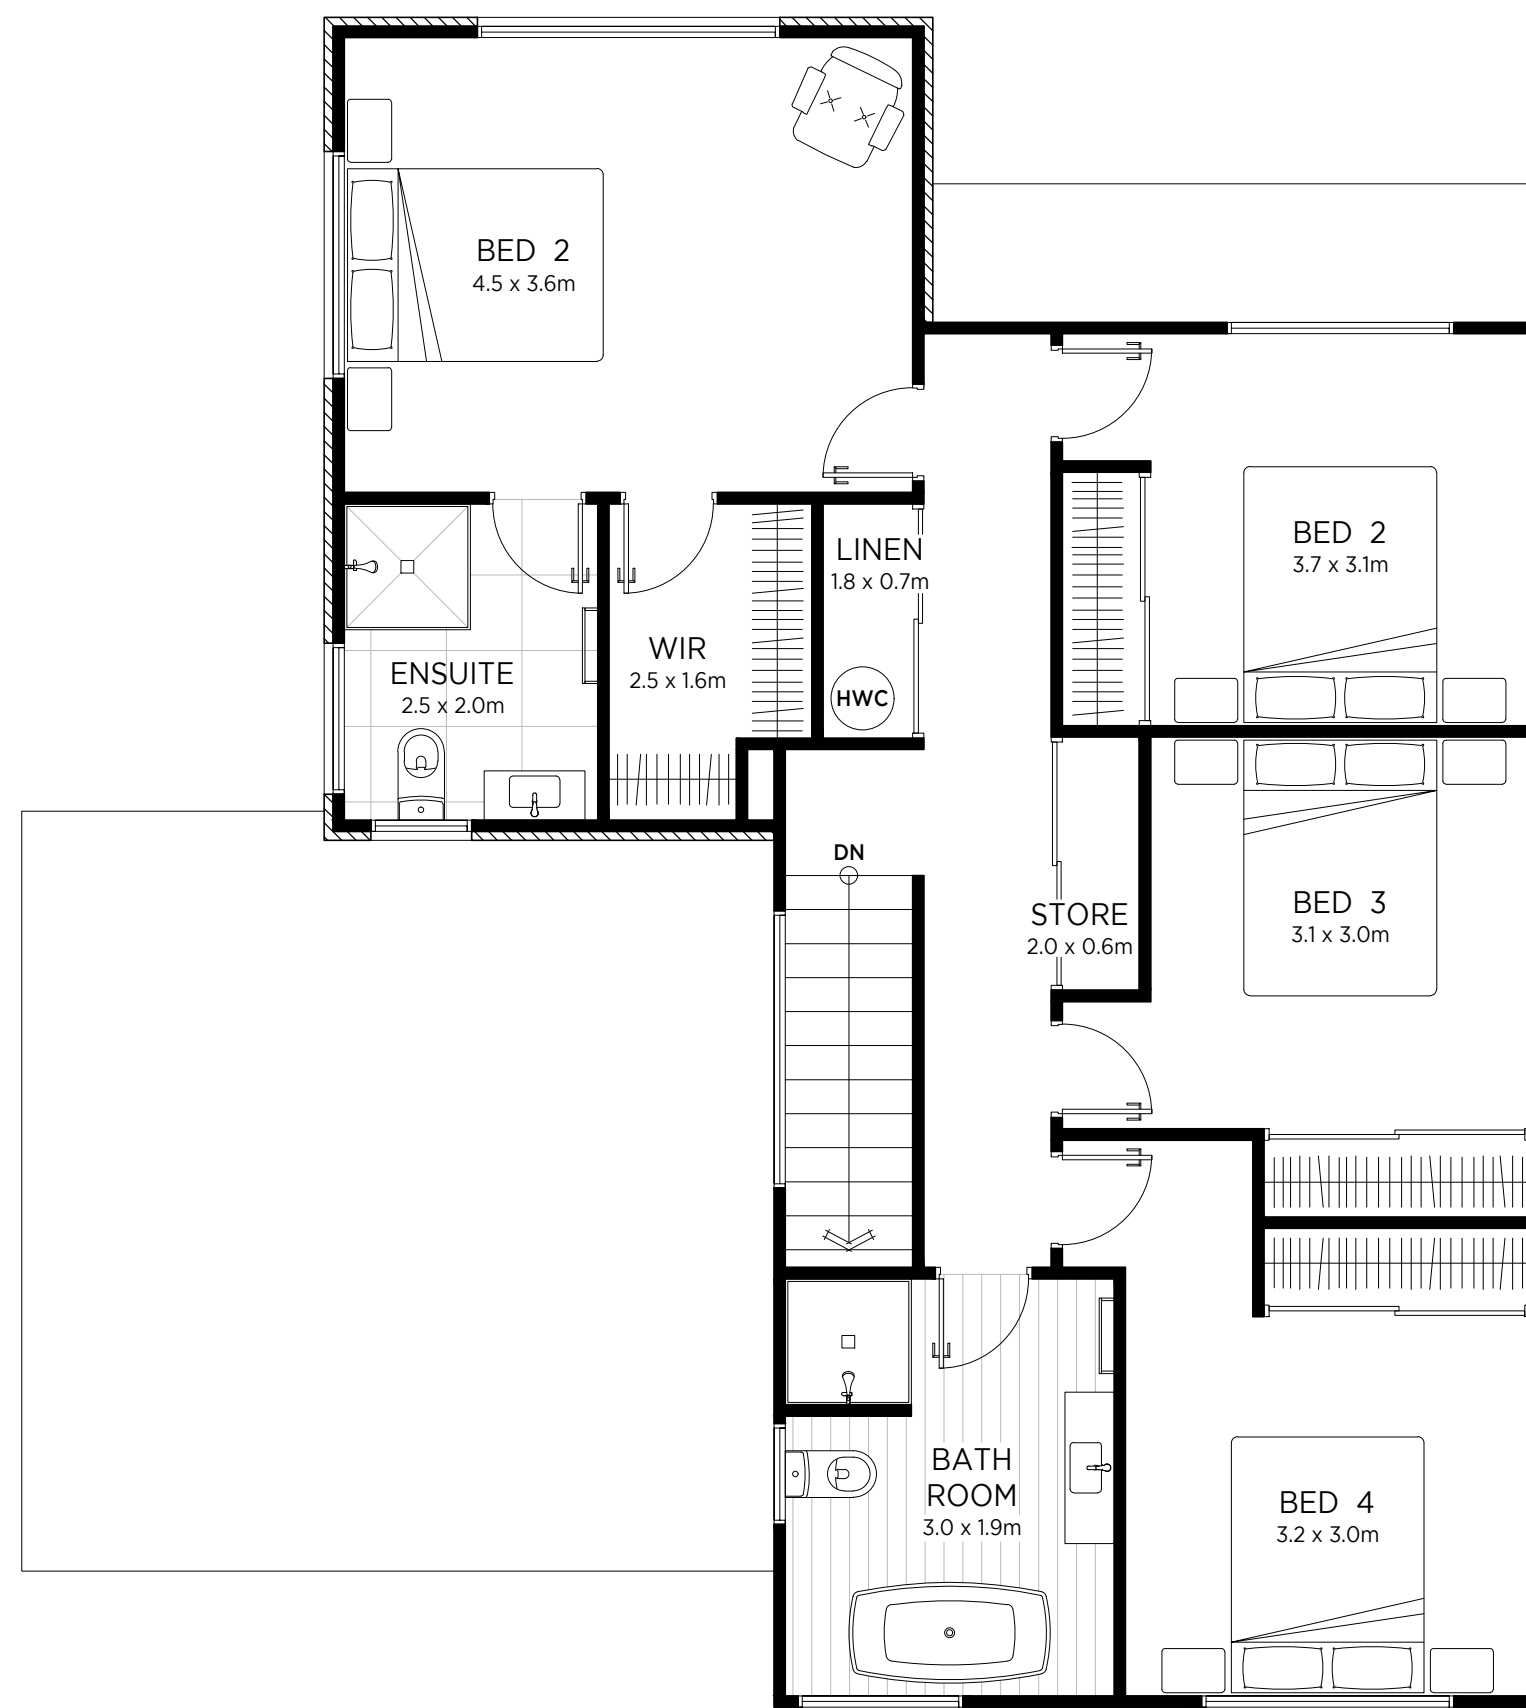 BED 2
4.5 x 3.6m
BED 2
3.7 x 3.1m
LINEN
1.8 x 0.7m
WIR
2.5 x 1.6m
ENSUITE
2.5 x 2.0m
HWC
DN
STORE
2.0 x 0.6m
BED 3
3.1 x 3.0m
BATH
ROOM
3.0 x 1.9m
BED 4
3.2 x 3.0m